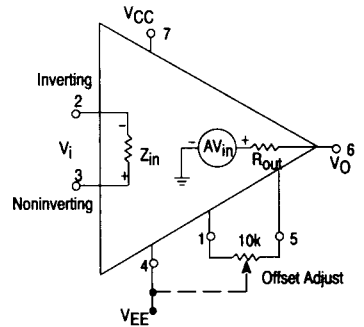 VCC
7
Inverting
2
Vi
Zin
3
Noninverting
AVin
Rout
6
VO
1
10k
5
4
Offset Adjust
VEE